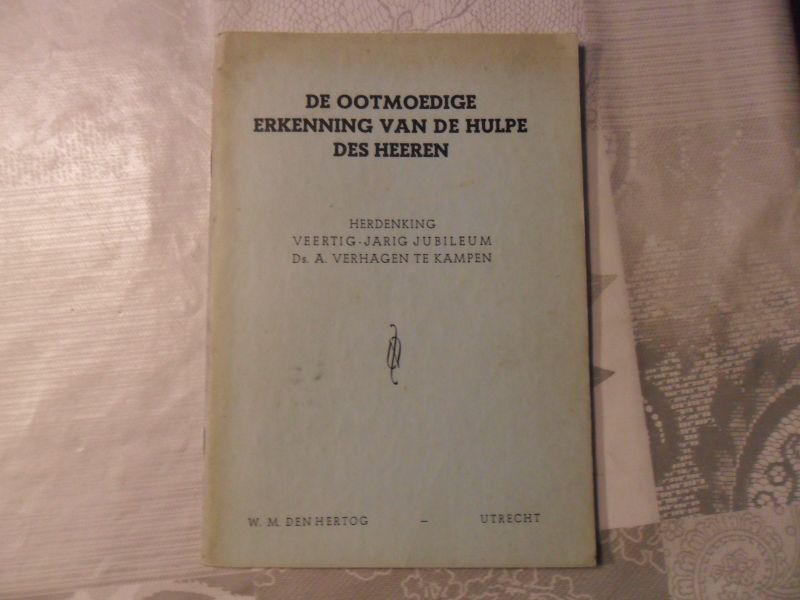 DE OOTMOEDIGE
ERKENNING VAN DE HULPE
DES HEEREN
HERDENKING
VEERTIG-JARIG JUBILEUM
Ds. A. VERHAGEN TE KAMPEN
W. M. DEN HERTOG – UTRECHT